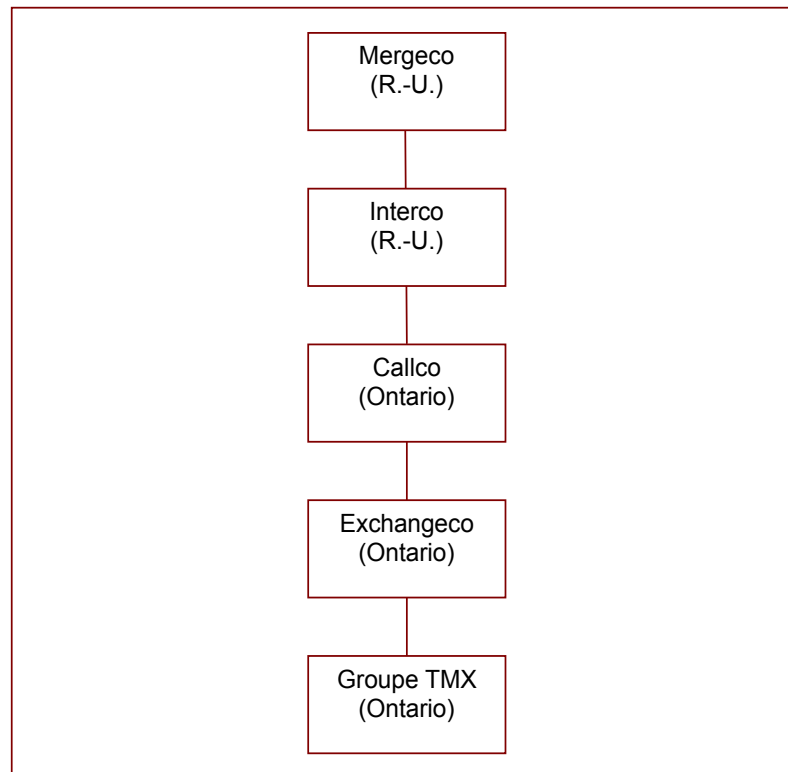 Mergeco
(R.-U.)
Interco
(R.-U.)
Callco
(Ontario)
Exchangeco
(Ontario)
Groupe TMX
(Ontario)